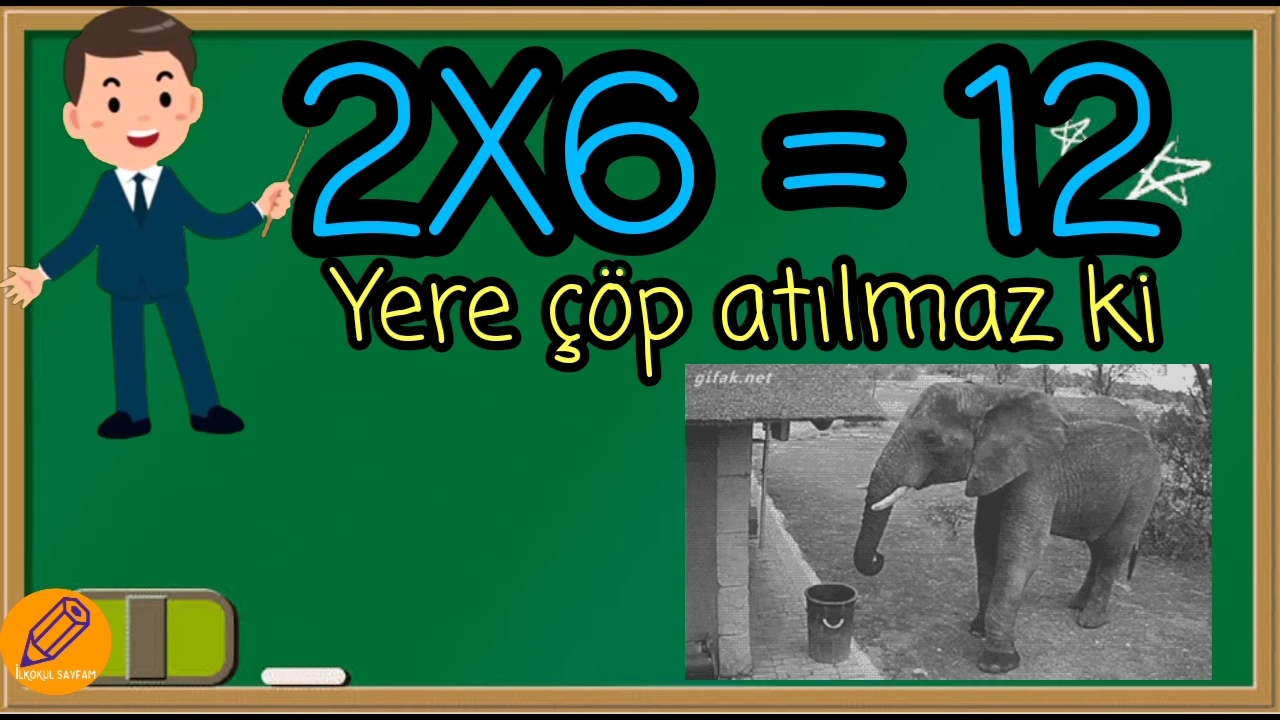 2X6 = 12
Yere çöp atılmaz ki
gifak.net
İLKOKUL SAYFAM